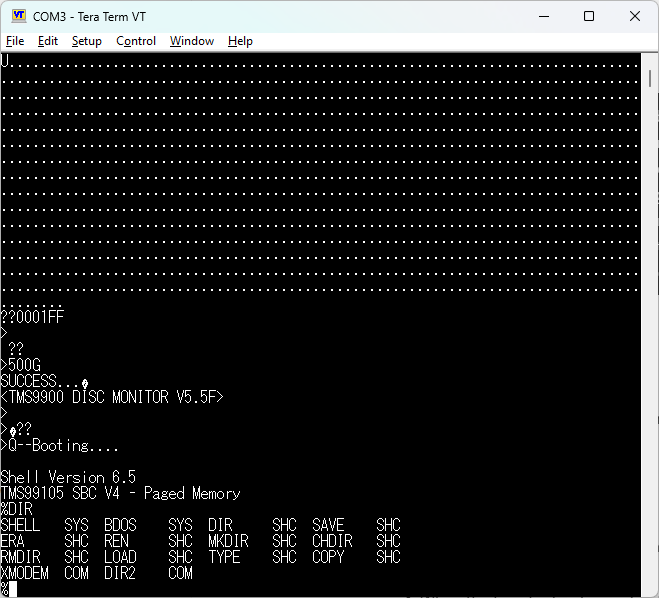 COM3 - Tera Term VT
File Edit Setup Control Window Help
U...............................................................................
................................................................................
................................................................................
................................................................................
................................................................................
................................................................................
................................................................................
................................................................................
................................................................................
................................................................................
................................................................................
................................................................................
................................................................................
................................................................................
................................................................................
........
??0001FF
>
??
>500G
SUCCESS...�
<TMS9900 DISC MONITOR V5.5F>
>
>�??
>Q--Booting....
Shell Version 6.5
TMS99105 SBC V4 - Paged Memory
%DIR
SHELL SYS BDOS SYS DIR SHC SAVE SHC
ERA SHC REN SHC MKDIR SHC CHDIR SHC
RMDIR SHC LOAD SHC TYPE SHC COPY SHC
XMODEM COM DIR2 COM
%